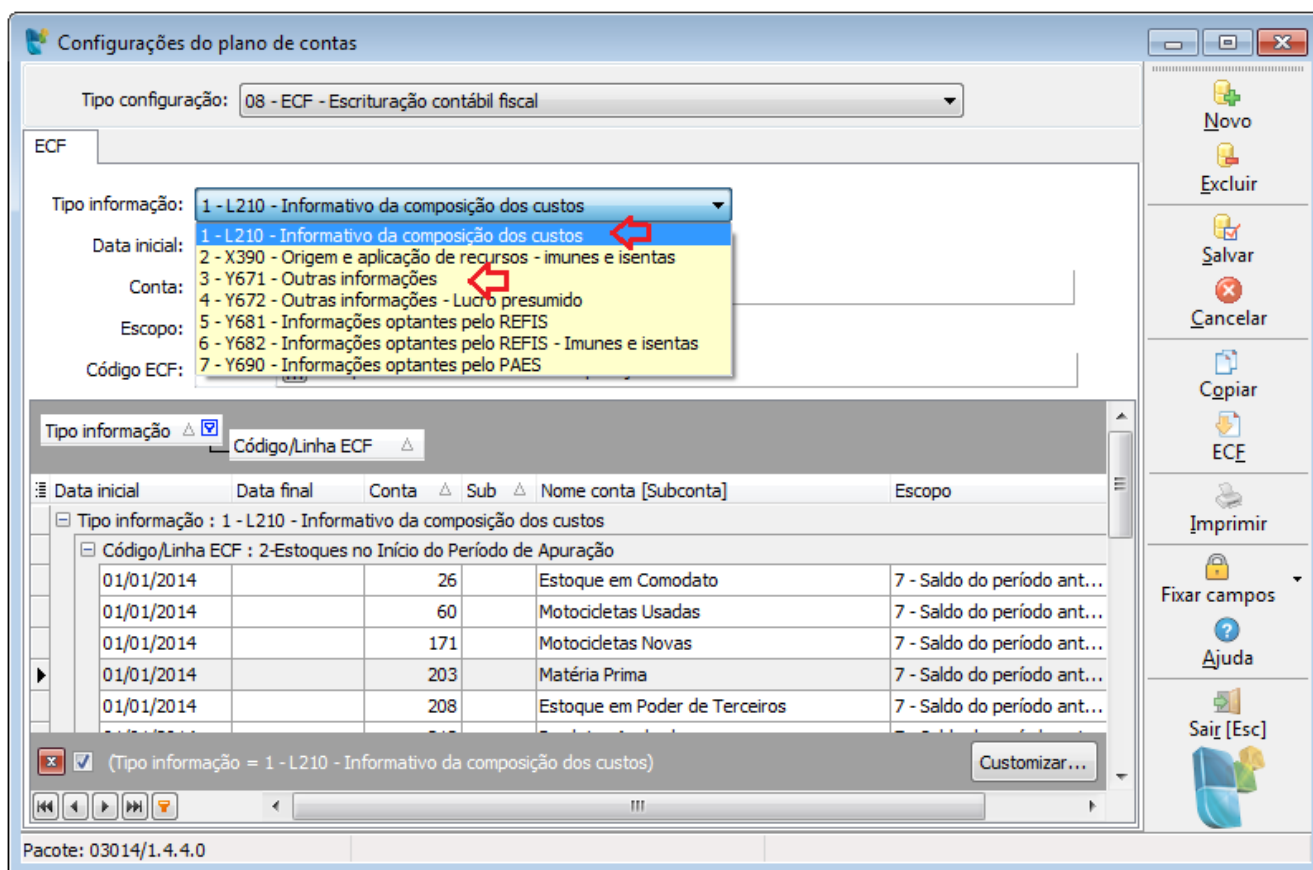 Configurações do plano de contas
Tipo configuração: 08 - ECF - Escrituração contábil fiscal
ECF
Tipo informação: 1 - L210 - Informativo da composição dos custos
1 - L210 - Informativo da composição dos custos
Data inicial:
2 - X390 - Origem e aplicação de recursos - imunes e isentas
3 - Y671 - Outras informações
Conta:
4 - Y672 - Outras informações - Lucro presumido
Escopo:
5 - Y681 - Informações optantes pelo REFIS
6 - Y682 - Informações optantes pelo REFIS - Imunes e isentas
Código ECF:
7 - Y690 - Informações optantes pelo PAES
Tipo informação
Código/Linha ECF
Data inicial Data final Conta Sub Nome conta [Subconta] Escopo
Tipo informação : 1 - L210 - Informativo da composição dos custos
Código/Linha ECF : 2-Estoques no Início do Período de Apuração
01/01/2014 26 Estoque em Comodato 7 - Saldo do período ant...
01/01/2014 60 Motocicletas Usadas 7 - Saldo do período ant...
01/01/2014 171 Motocicletas Novas 7 - Saldo do período ant...
01/01/2014 203 Matéria Prima 7 - Saldo do período ant...
01/01/2014 208 Estoque em Poder de Terceiros 7 - Saldo do período ant...
(Tipo informação = 1 - L210 - Informativo da composição dos custos) Customizar...
Pacote: 03014/1.4.4.0
Novo
Excluir
Salvar
Cancelar
Copiar
ECF
Imprimir
Fixar campos
Ajuda
Sair [Esc]